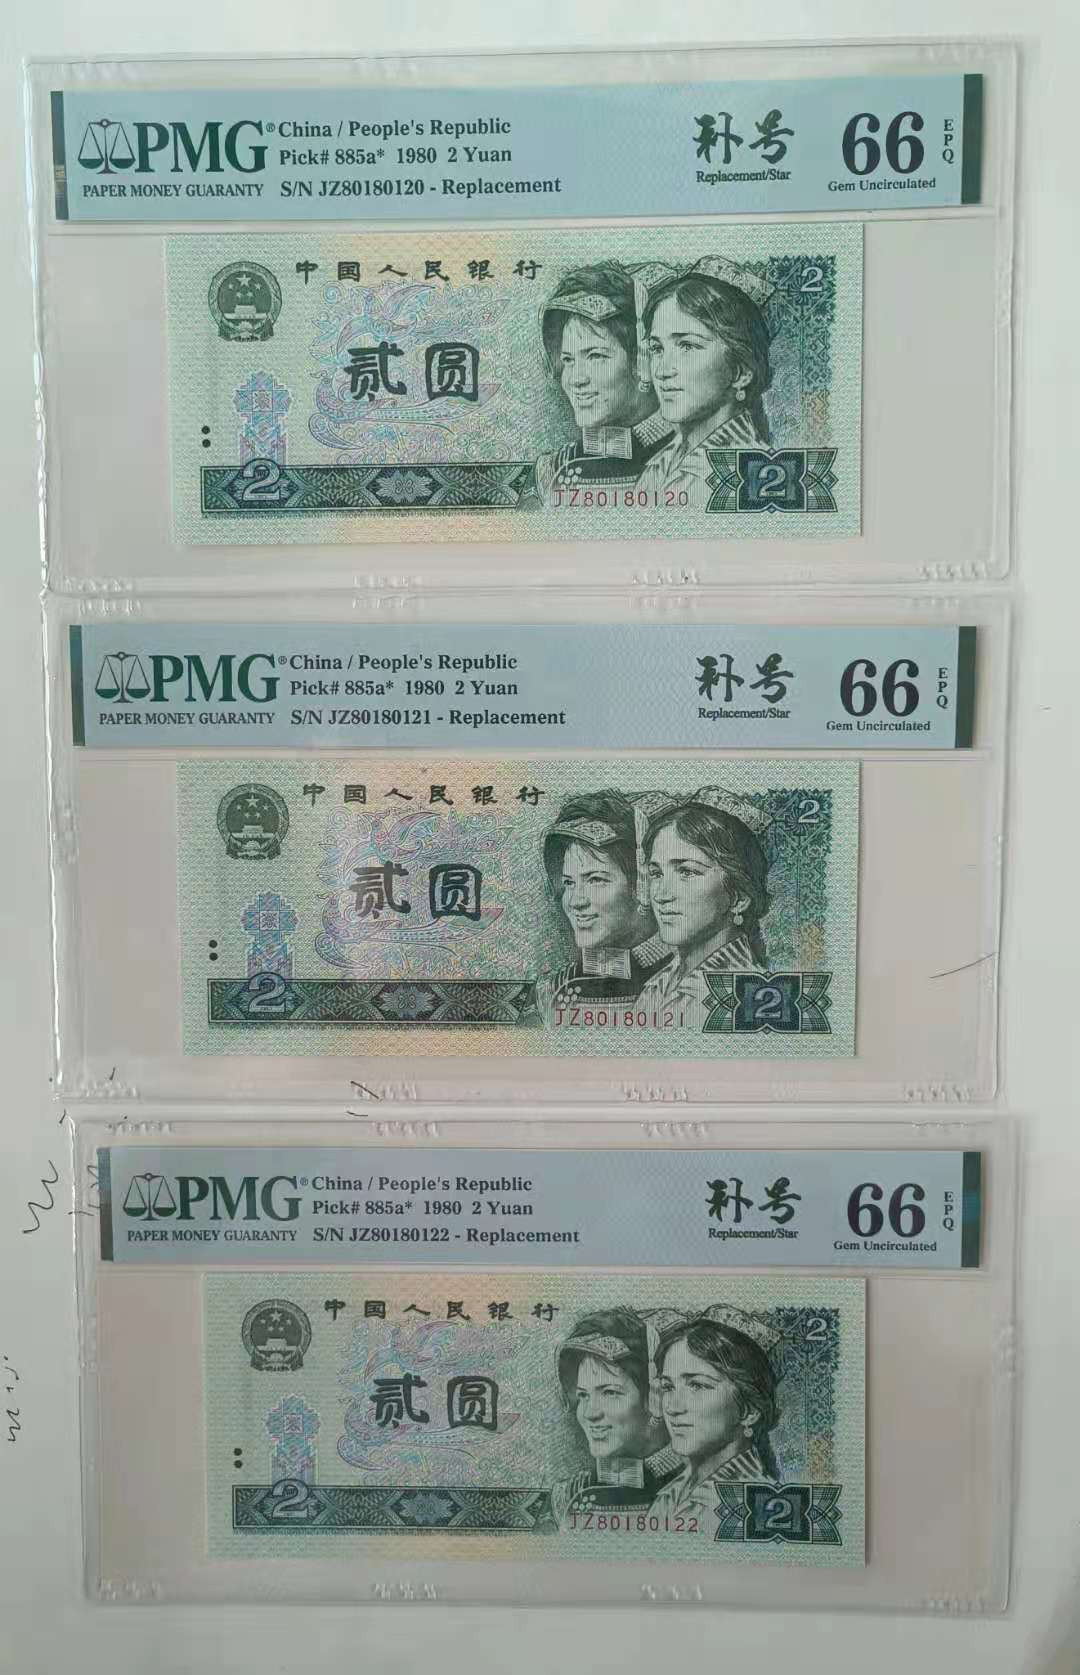 PMG® China / People's Republic 补号 66 EPQ
Pick# 885a* 1980 2 Yuan
PAPER MONEY GUARANTY S/N JZ80180120 - Replacement Replacement/Star Gem Uncirculated
中国人民银行 2
贰圆
2 JZ80180120 2
PMG® China / People's Republic 补号 66 EPQ
Pick# 885a* 1980 2 Yuan
PAPER MONEY GUARANTY S/N JZ80180121 - Replacement Replacement/Star Gem Uncirculated
中国人民银行 2
贰圆
2 JZ80180121 2
PMG® China / People's Republic 补号 66 EPQ
Pick# 885a* 1980 2 Yuan
PAPER MONEY GUARANTY S/N JZ80180122 - Replacement Replacement/Star Gem Uncirculated
中国人民银行 2
贰圆
2 JZ80180122 2